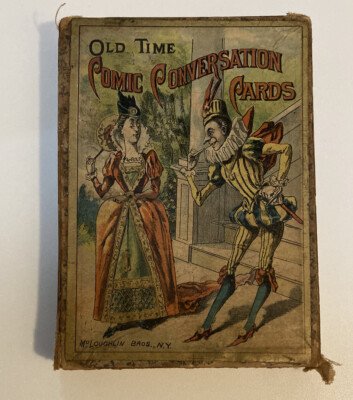 OLD TIME
COMIC CONVERSATION
CARDS
McLOUGHLIN BROS., N.Y.